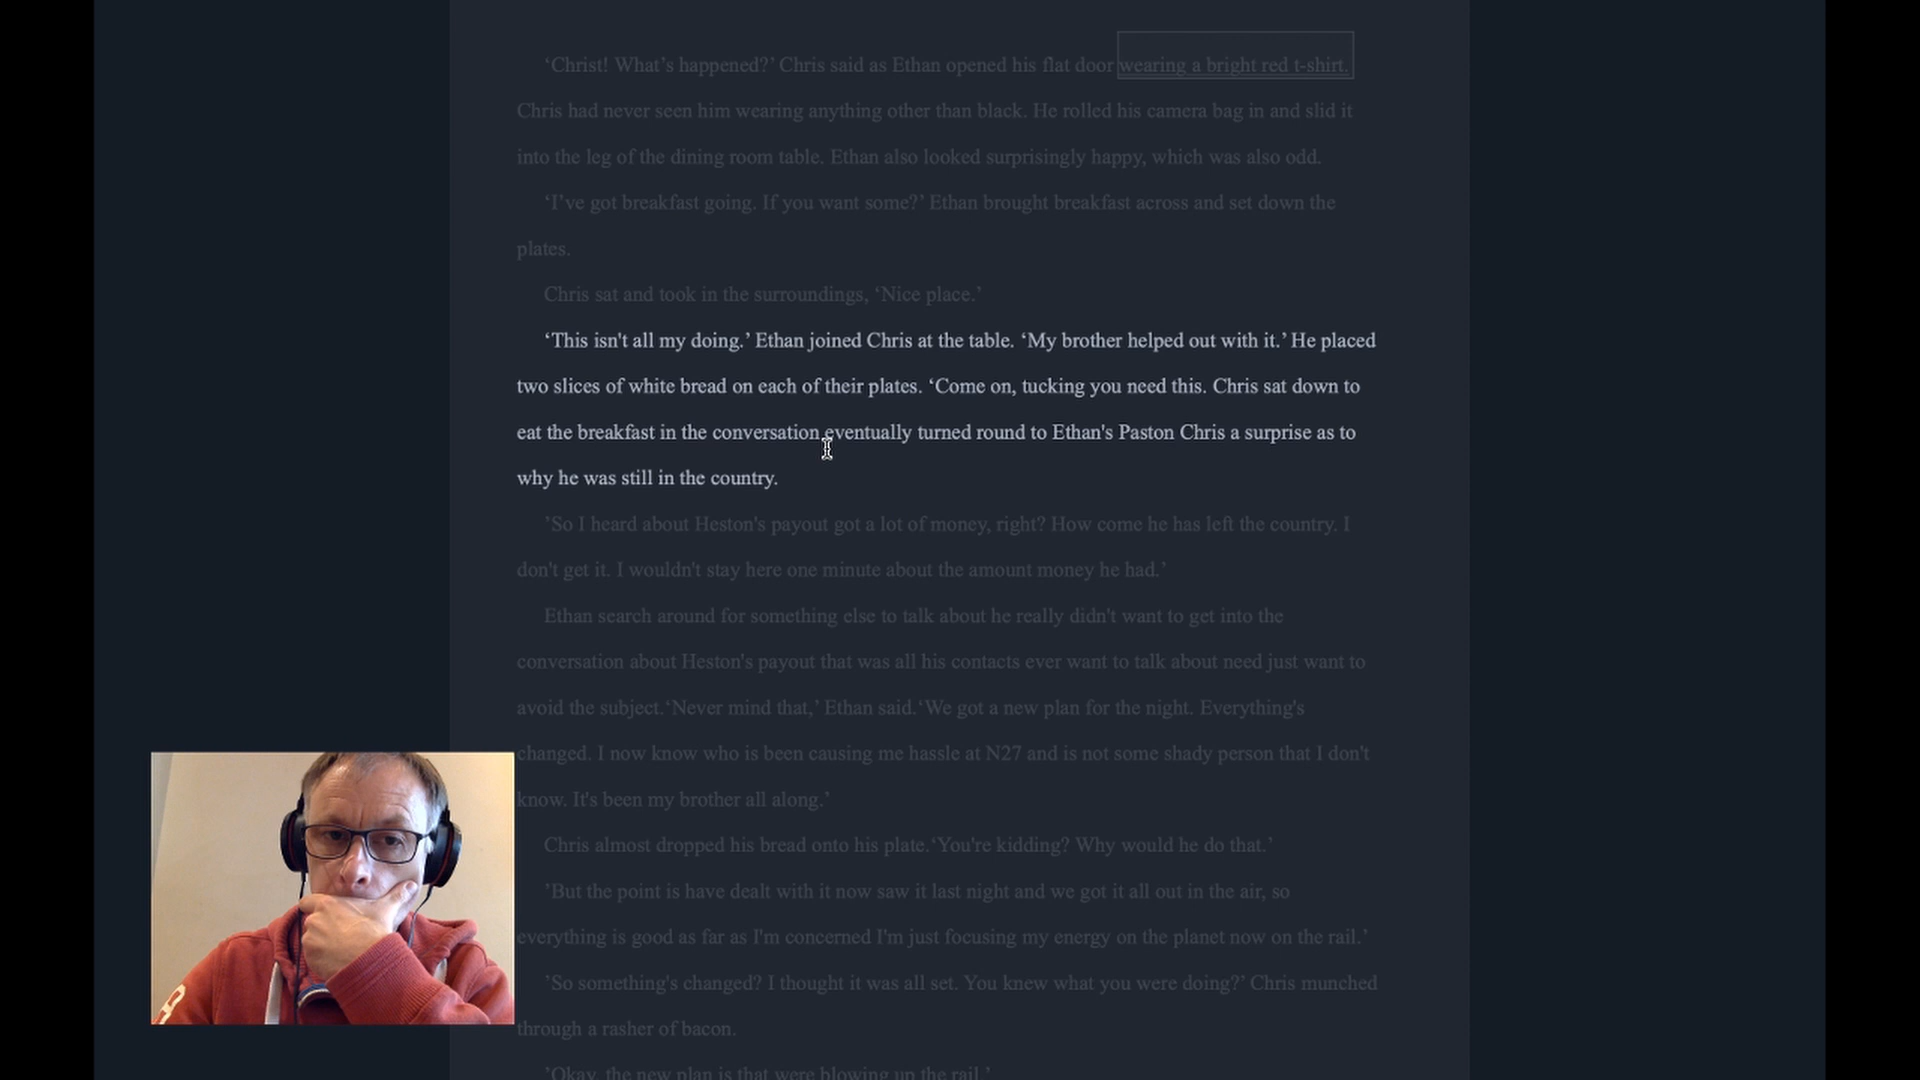 ‘Christ! What’s happened?’ Chris said as Ethan opened his flat door wearing a bright red t-shirt.
Chris had never seen him wearing anything other than black. He rolled his camera bag in and slid it
into the leg of the dining room table. Ethan also looked surprisingly happy, which was also odd.
‘I’ve got breakfast going. If you want some?’ Ethan brought breakfast across and set down the
plates.
Chris sat and took in the surroundings, ‘Nice place.’
‘This isn't all my doing.’ Ethan joined Chris at the table. ‘My brother helped out with it.’ He placed
two slices of white bread on each of their plates. ‘Come on, tucking you need this. Chris sat down to
eat the breakfast in the conversation eventually turned round to Ethan's Paston Chris a surprise as to
why he was still in the country.
’So I heard about Heston's payout got a lot of money, right? How come he has left the country. I
don't get it. I wouldn't stay here one minute about the amount money he had.’
Ethan search around for something else to talk about he really didn't want to get into the
conversation about Heston's payout that was all his contacts ever want to talk about need just want to
avoid the subject.‘Never mind that,’ Ethan said.‘We got a new plan for the night. Everything's
changed. I now know who is been causing me hassle at N27 and is not some shady person that I don't
know. It's been my brother all along.’
Chris almost dropped his bread onto his plate.‘You're kidding? Why would he do that.’
’But the point is have dealt with it now saw it last night and we got it all out in the air, so
everything is good as far as I'm concerned I'm just focusing my energy on the planet now on the rail.’
’So something's changed? I thought it was all set. You knew what you were doing?’ Chris munched
through a rasher of bacon.
’Okay, the new plan is that were blowing up the rail.’